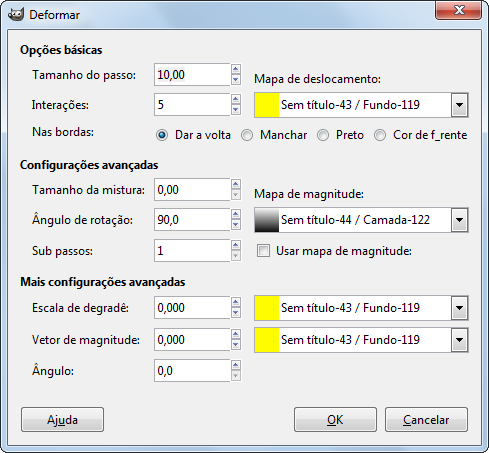 Deformar
Opções básicas
Tamanho do passo: 10,00 Mapa de deslocamento:
Interações: 5 Sem título-43 / Fundo-119
Nas bordas: Dar a volta Manchar Preto Cor de f_rente
Configurações avançadas
Tamanho da mistura: 0,00 Mapa de magnitude:
Ângulo de rotação: 90,0 Sem título-44 / Camada-122
Sub passos: 1 Usar mapa de magnitude:
Mais configurações avançadas
Escala de degradê: 0,000 Sem título-43 / Fundo-119
Vetor de magnitude: 0,000 Sem título-43 / Fundo-119
Ângulo: 0,0
Ajuda OK Cancelar